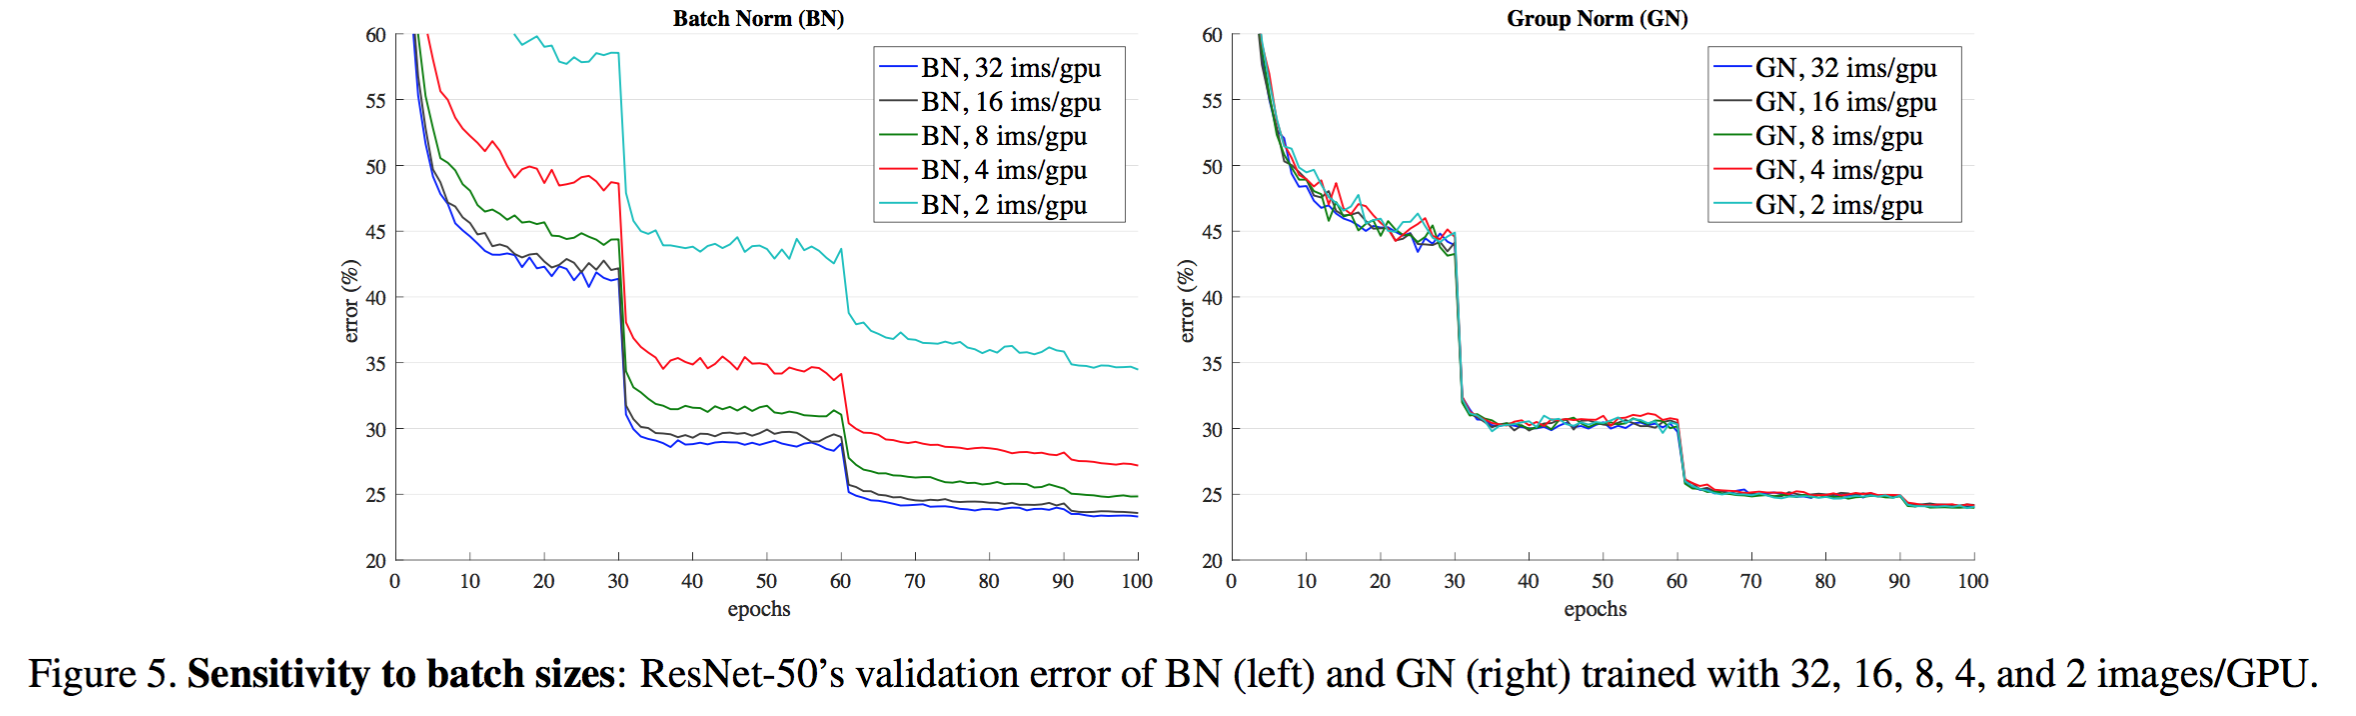 Batch Norm (BN)
60
55
50
45
40
35
30
25
20
error (%)
BN, 32 ims/gpu
BN, 16 ims/gpu
BN, 8 ims/gpu
BN, 4 ims/gpu
BN, 2 ims/gpu
0 10 20 30 40 50 60 70 80 90 100
epochs
Group Norm (GN)
60
55
50
45
40
35
30
25
20
error (%)
GN, 32 ims/gpu
GN, 16 ims/gpu
GN, 8 ims/gpu
GN, 4 ims/gpu
GN, 2 ims/gpu
0 10 20 30 40 50 60 70 80 90 100
epochs
Figure 5. Sensitivity to batch sizes: ResNet-50’s validation error of BN (left) and GN (right) trained with 32, 16, 8, 4, and 2 images/GPU.